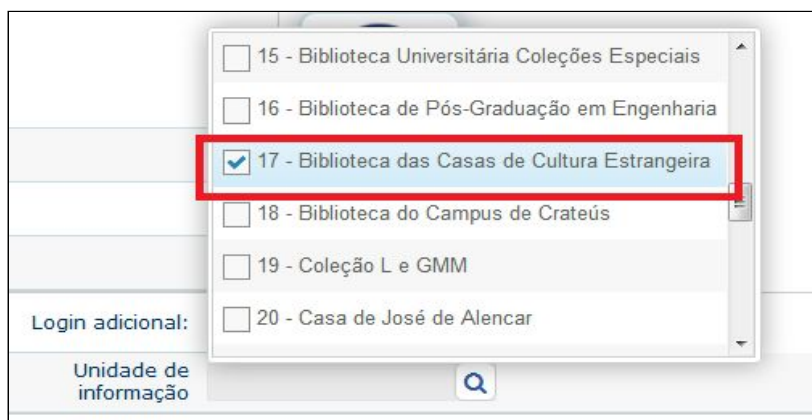 15 - Biblioteca Universitária Coleções Especiais
16 - Biblioteca de Pós-Graduação em Engenharia
17 - Biblioteca das Casas de Cultura Estrangeira
18 - Biblioteca do Campus de Crateús
19 - Coleção L e GMM
20 - Casa de José de Alencar
Login adicional:
Unidade de
informação